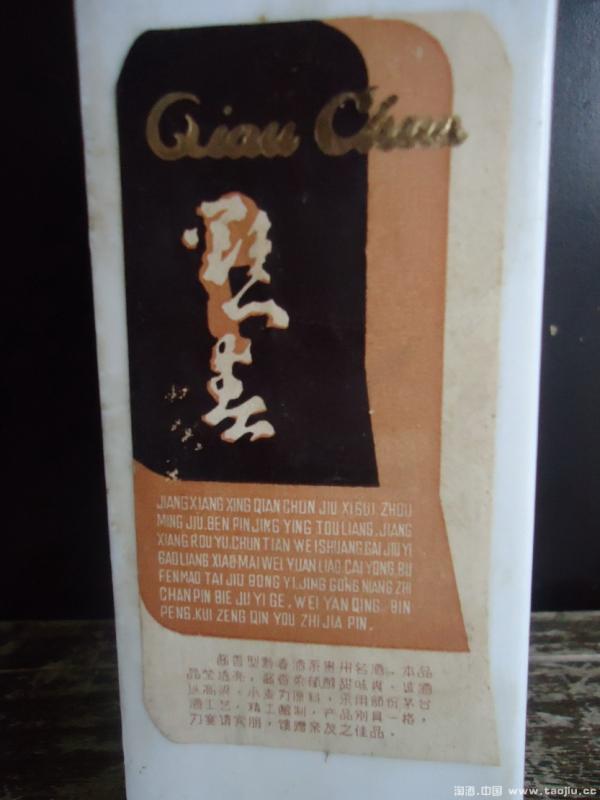 Qian Chun
黔春
JIANG XIANG XING QIAN CHUN JIU XI GUI ZHOU
MING JIU. BEN PIN JING YING TOU LIANG. JIANG
XIANG ROU YU. CHUN TIAN WEI SHUANG GAI JIU YI
GAO LIANG XIAO MAI WEI YUAN LIAO CAI YONG BU
FEN MAO TAI JIU GONG YI. JING GONG NIANG ZHI
CHAN PIN BIE JU YI GE. WEI YAN QING BIN
PENG. KUI ZENG QIN YOU ZHI JIA PIN.
酱香型黔春酒系贵州名酒。本品
晶莹透亮，酱香柔 醇甜味爽。该酒
以高粱、小麦为原料，采用部份茅台
酒工艺，精工酿制，产品别具一格，
为宴请宾朋，馈赠亲友之佳品。
淘酒.中国 www.taojiu.cc